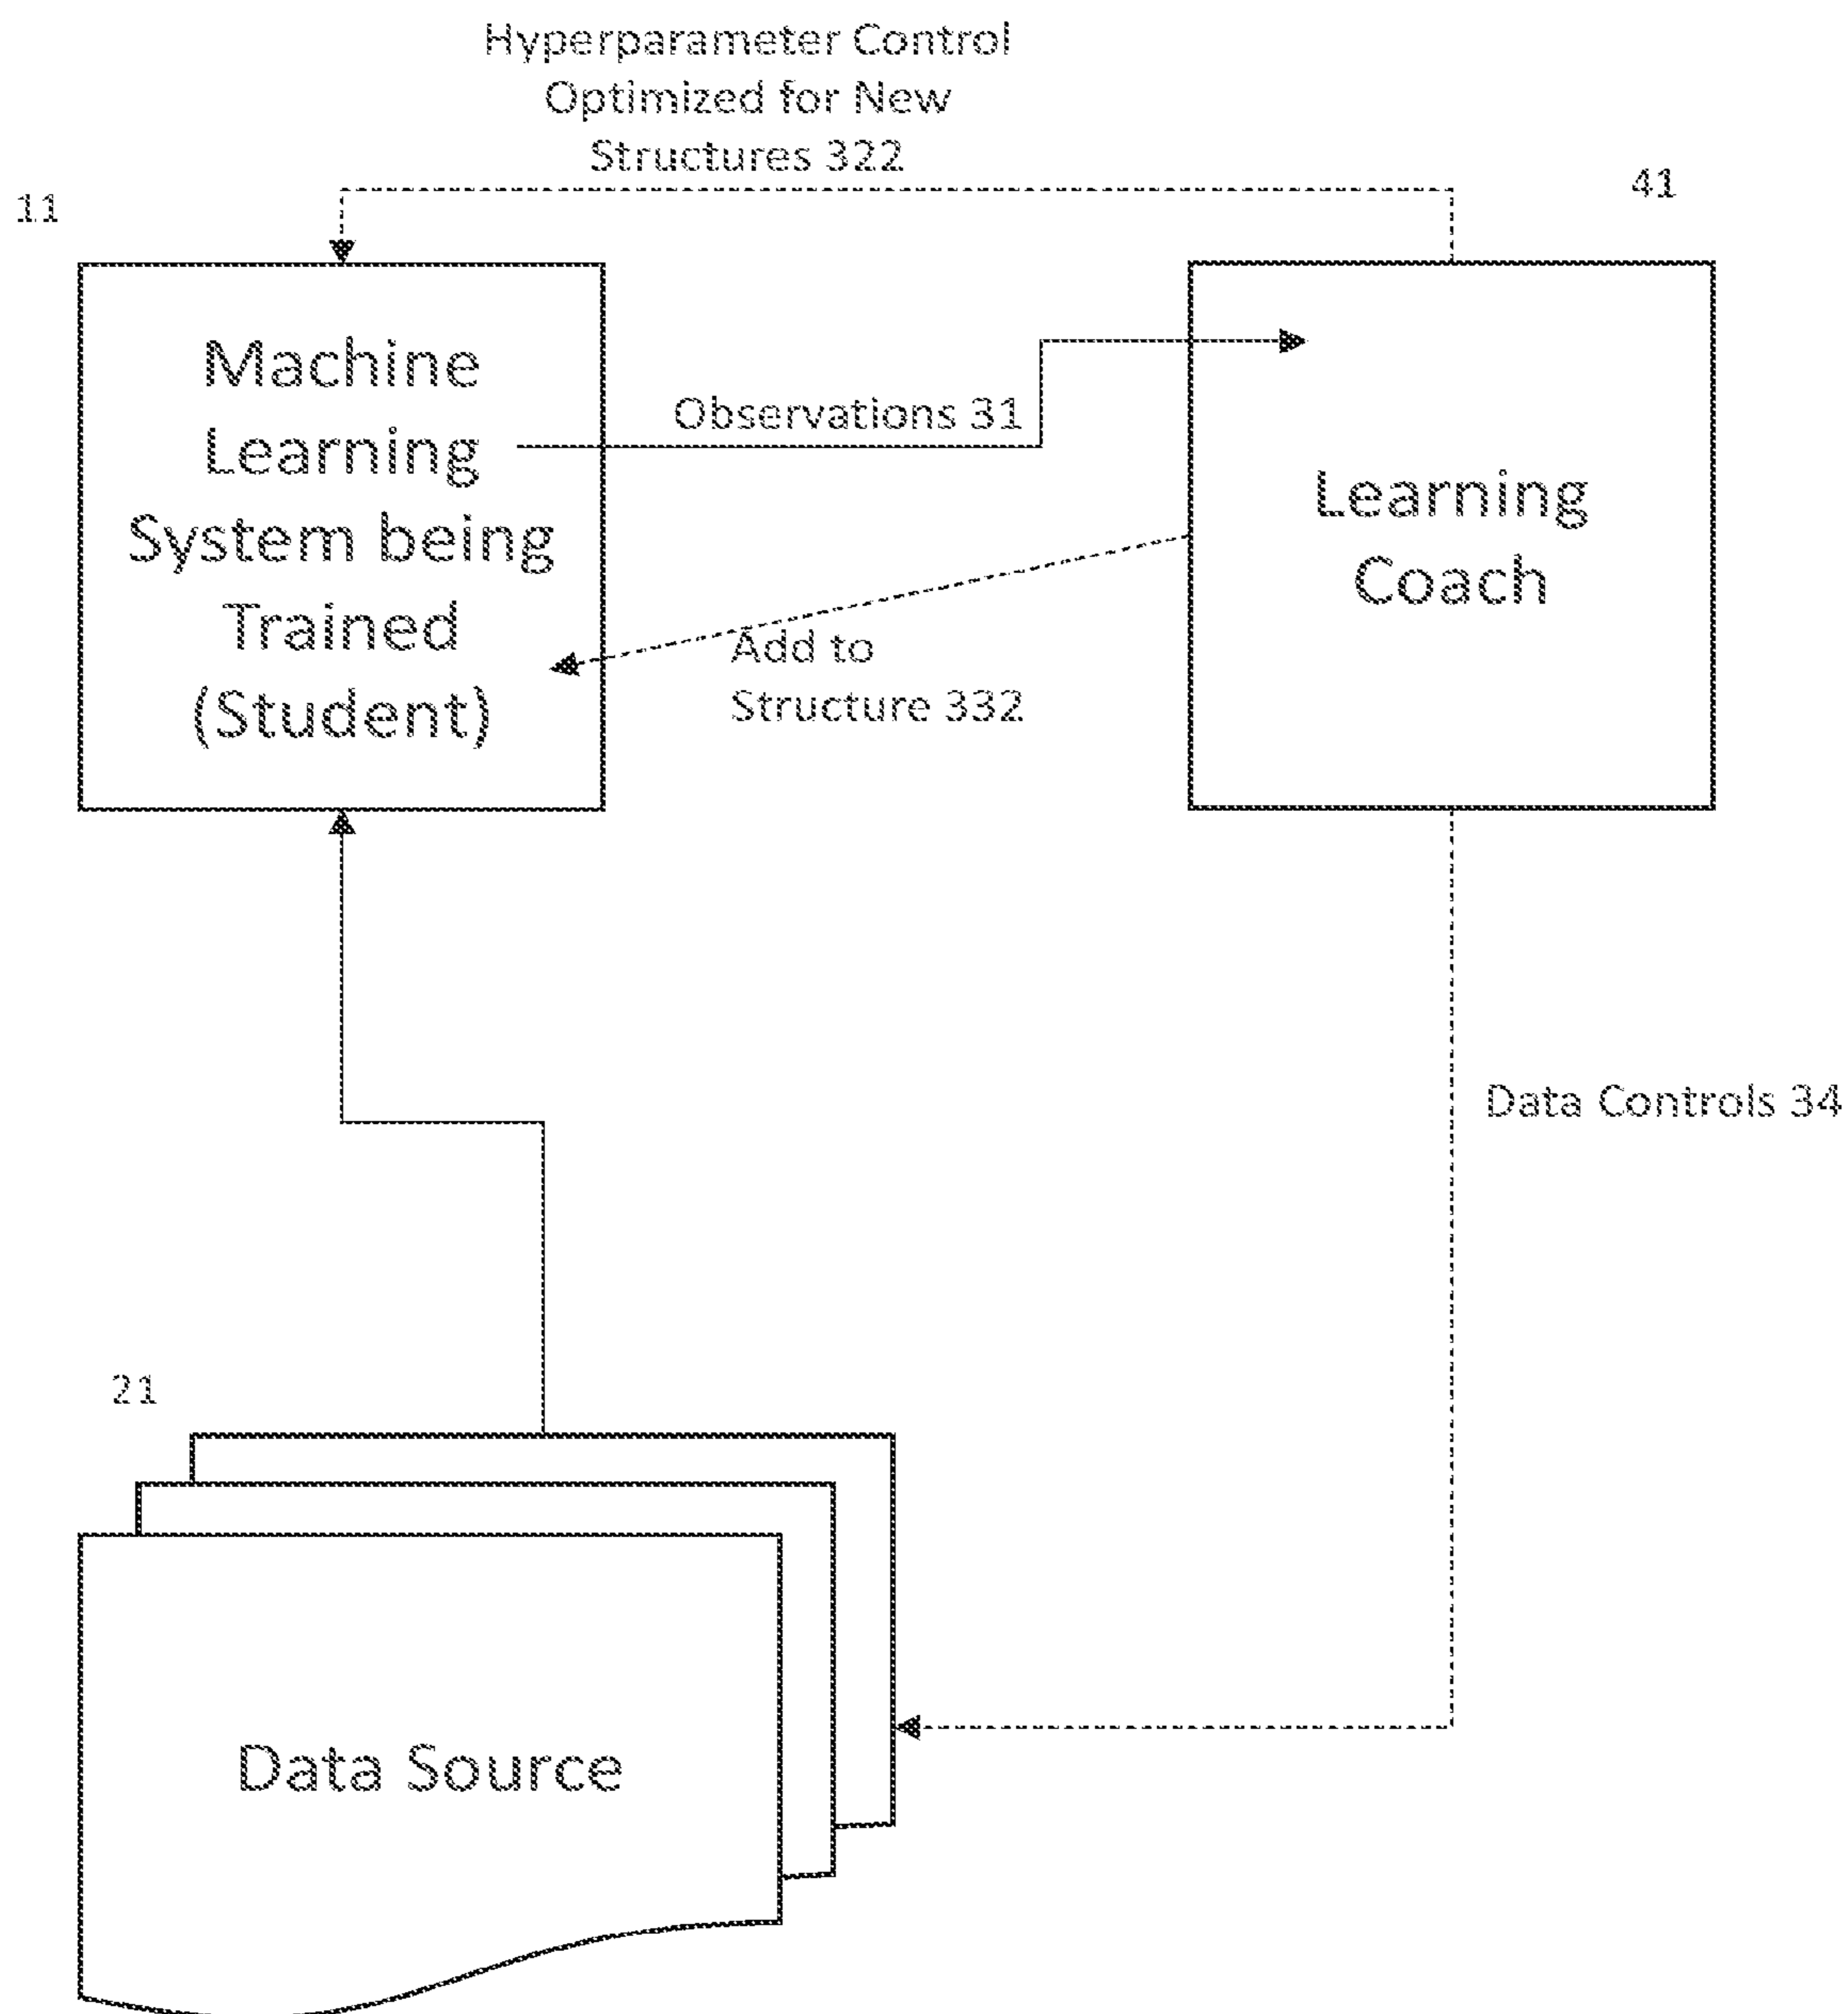 Hyperparameter Control
Optimized for New
Structures 322
11
41
Machine
Learning
System being
Trained
(Student)
Observations 31
Learning
Coach
Add to
Structure 332
Data Controls 34
21
Data Source